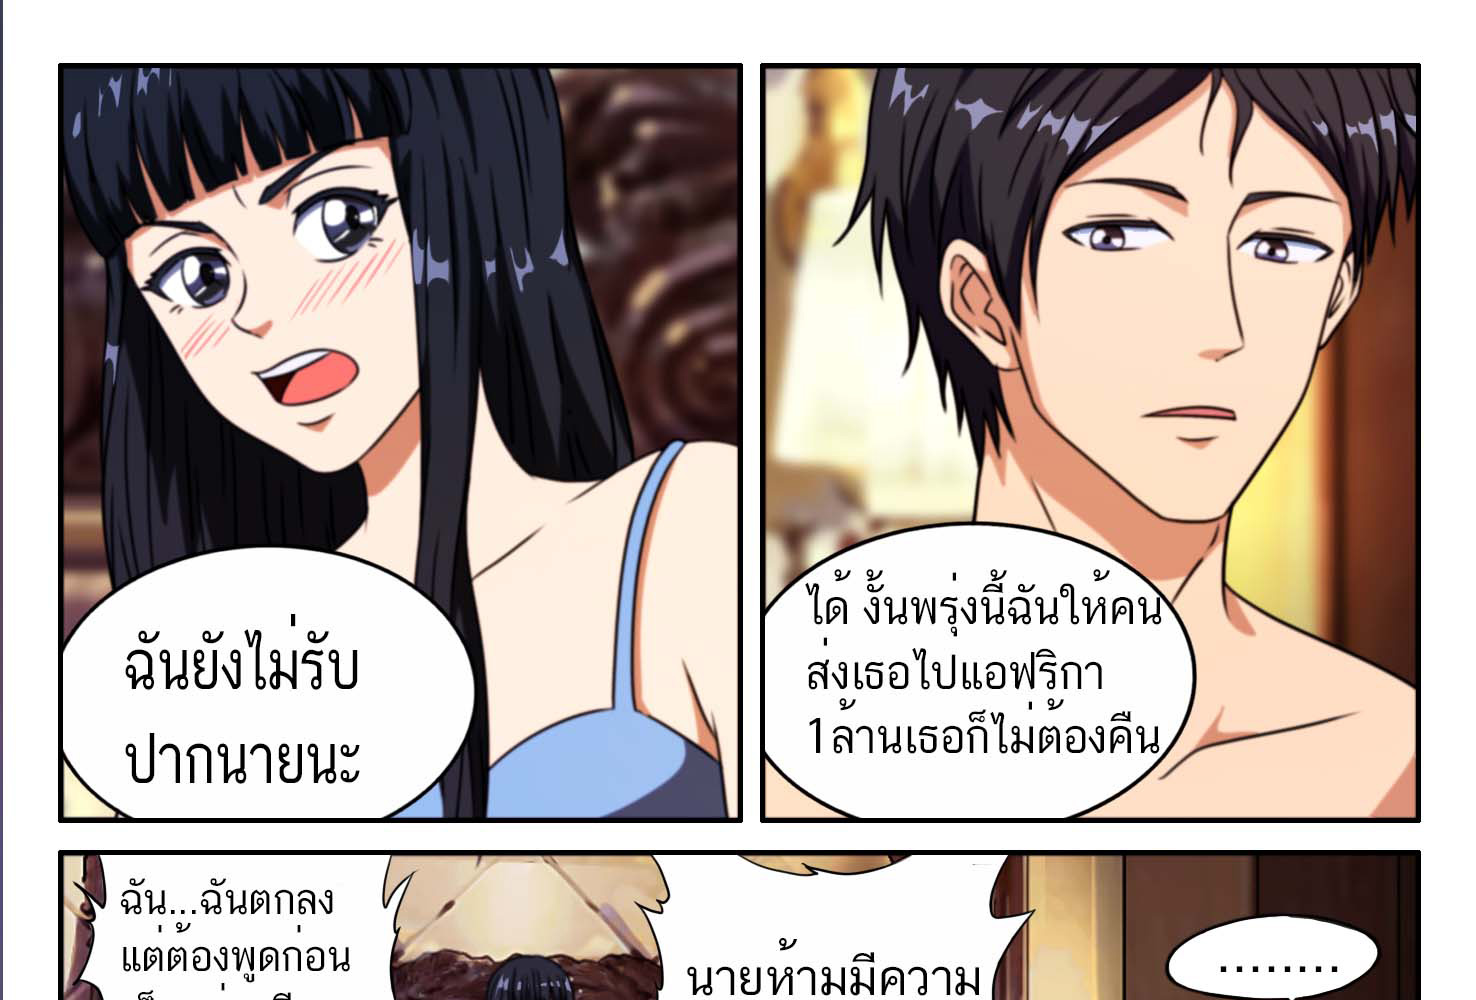 ฉันยังไม่รับ
ปากนายนะ
ได้ งั้นพรุ่งนี้ฉันให้คน
ส่งเธอไปแอฟริกา
1ล้านเธอก็ไม่ต้องคืน
ฉัน...ฉันตกลง
แต่ต้องพูดก่อน
นายห้ามมีความ
........